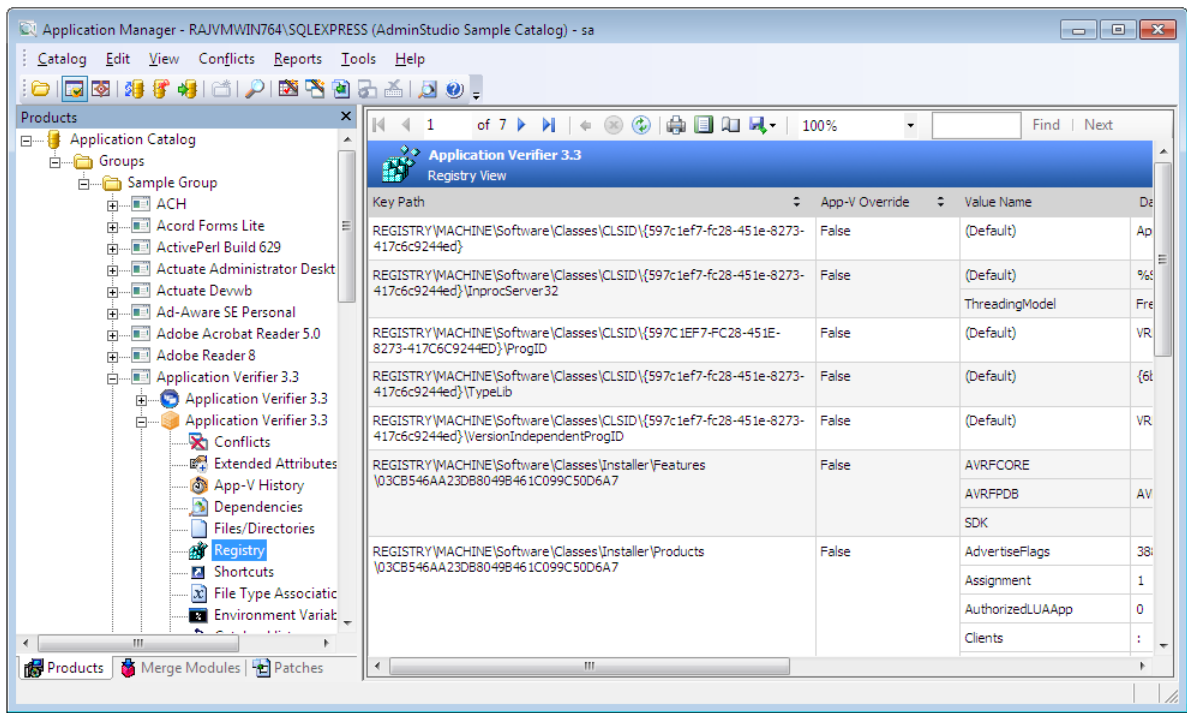 Application Manager - RAJVMWIN764\SQLEXPRESS (AdminStudio Sample Catalog) - sa
Catalog Edit View Conflicts Reports Tools Help
Products
Application Catalog
Groups
Sample Group
ACH
Acord Forms Lite
ActivePerl Build 629
Actuate Administrator Deskt
Actuate Devwb
Ad-Aware SE Personal
Adobe Acrobat Reader 5.0
Adobe Reader 8
Application Verifier 3.3
Application Verifier 3.3
Application Verifier 3.3
Conflicts
Extended Attributes
App-V History
Dependencies
Files/Directories
Registry
Shortcuts
File Type Associatic
Environment Variab
Products Merge Modules Patches
1 of 7 100% Find | Next
Application Verifier 3.3
Registry View
Key Path App-V Override Value Name Da
REGISTRY\MACHINE\Software\Classes\CLSID\{597c1ef7-fc28-451e-8273- False (Default) Ap
417c6c9244ed}
REGISTRY\MACHINE\Software\Classes\CLSID\{597c1ef7-fc28-451e-8273- False (Default) %S
417c6c9244ed}\InprocServer32
ThreadingModel Fre
REGISTRY\MACHINE\Software\Classes\CLSID\{597C1EF7-FC28-451E- False (Default) VR
8273-417C6C9244ED}\ProgID
REGISTRY\MACHINE\Software\Classes\CLSID\{597c1ef7-fc28-451e-8273- False (Default) {6b
417c6c9244ed}\TypeLib
REGISTRY\MACHINE\Software\Classes\CLSID\{597c1ef7-fc28-451e-8273- False (Default) VR
417c6c9244ed}\VersionIndependentProgID
REGISTRY\MACHINE\Software\Classes\Installer\Features False AVRFCORE
\03CB546AA23DB8049B461C099C50D6A7
AVRFPDB AV
SDK
REGISTRY\MACHINE\Software\Classes\Installer\Products False AdvertiseFlags 388
\03CB546AA23DB8049B461C099C50D6A7
Assignment 1
AuthorizedLUAApp 0
Clients :